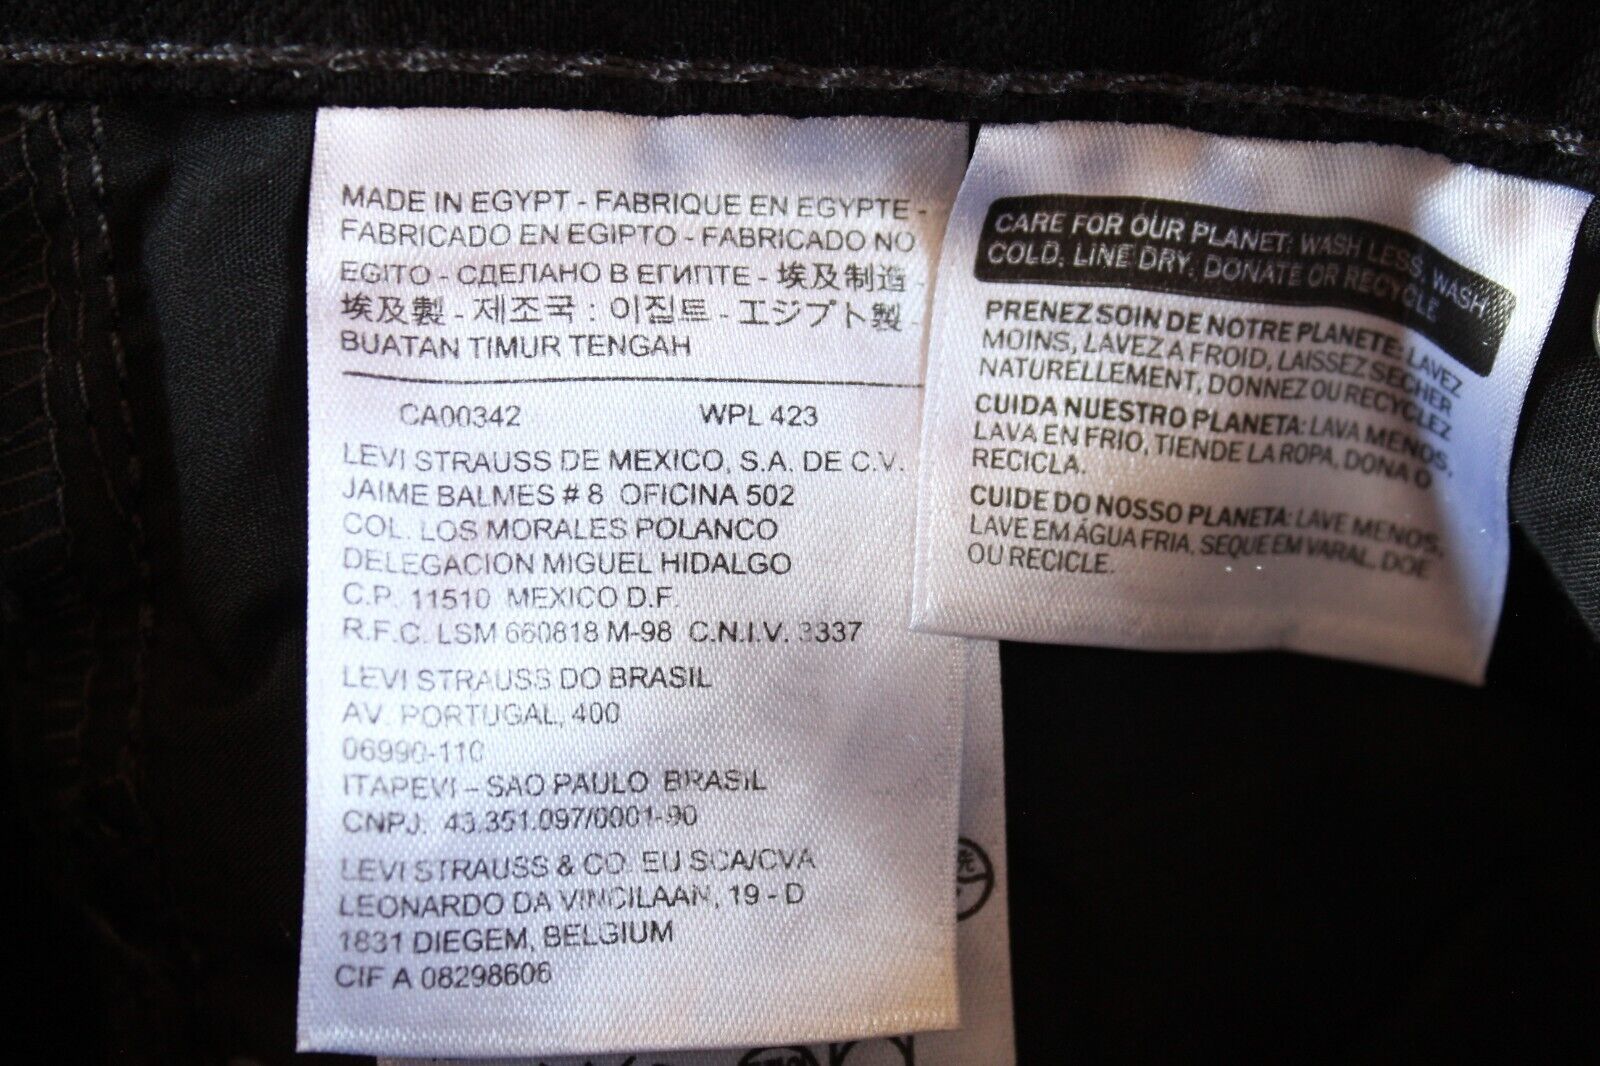 MADE IN EGYPT - FABRIQUE EN EGYPTE -
FABRICADO EN EGIPTO - FABRICADO NO
EGITO - СДЕЛАНО В ЕГИПТЕ - 埃及制造 -
埃及製 - 제조국 : 이집트 - エジプト製 -
BUATAN TIMUR TENGAH
CA00342 WPL 423
LEVI STRAUSS DE MEXICO, S.A. DE C.V.
JAIME BALMES # 8 OFICINA 502
COL. LOS MORALES POLANCO
DELEGACION MIGUEL HIDALGO
C.P. 11510 MEXICO D.F.
R.F.C. LSM 660818 M-98 C.N.I.V. 3337
LEVI STRAUSS DO BRASIL
AV. PORTUGAL, 400
06990-110
ITAPEVI – SAO PAULO BRASIL
CNPJ: 43.351.097/0001-90
LEVI STRAUSS & CO. EU SCA/CVA
LEONARDO DA VINCILAAN, 19 - D
1831 DIEGEM, BELGIUM
CIF A 08298606
CARE FOR OUR PLANET: WASH LESS, WASH
COLD, LINE DRY, DONATE OR RECYCLE
PRENEZ SOIN DE NOTRE PLANETE: LAVEZ
MOINS, LAVEZ A FROID, LAISSEZ SECHER
NATURELLEMENT, DONNEZ OU RECYCLEZ
CUIDA NUESTRO PLANETA: LAVA MENOS,
LAVA EN FRIO, TIENDE LA ROPA, DONA O
RECICLA.
CUIDE DO NOSSO PLANETA: LAVE MENOS,
LAVE EM ÁGUA FRIA, SEQUE EM VARAL, DOE
OU RECICLE.
洗